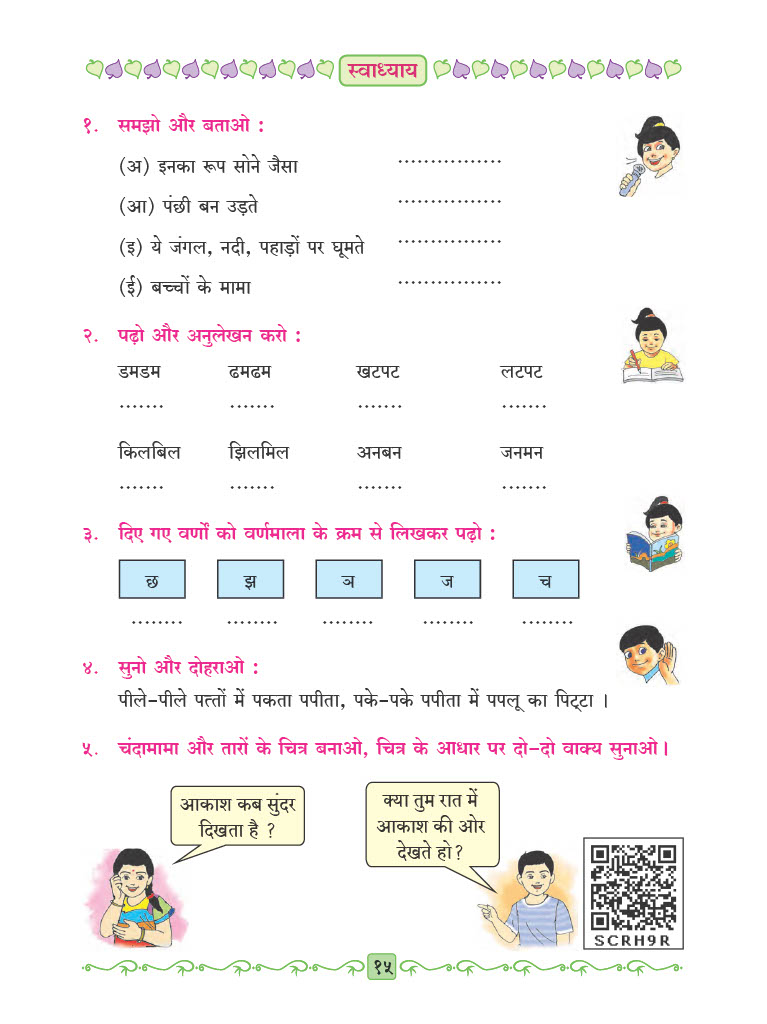 स्वाध्याय
१. समझो और बताओ :
(अ) इनका रूप सोने जैसा ................
(आ) पंछी बन उड़ते ................
(इ) ये जंगल, नदी, पहाड़ों पर घूमते ................
(ई) बच्चों के मामा ................
२. पढ़ो और अनुलेखन करो :
डमडम ढमढम खटपट लटपट
....... ....... ....... .......
किलबिल झिलमिल अनबन जनमन
....... ....... ....... .......
३. दिए गए वर्णों को वर्णमाला के क्रम से लिखकर पढ़ो :
छ झ ञ ज च
........ ........ ........ ........ ........
४. सुनो और दोहराओ :
पीले-पीले पत्तों में पकता पपीता, पके-पके पपीता में पपलू का पिट्टा ।
५. चंदामामा और तारों के चित्र बनाओ, चित्र के आधार पर दो-दो वाक्य सुनाओ।
आकाश कब सुंदर
दिखता है ?
क्या तुम रात में
आकाश की ओर
देखते हो?
SCRH9R
१५